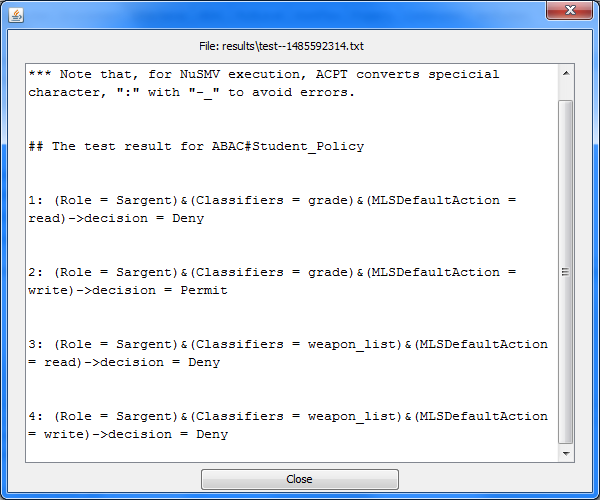 File: results\test--1485592314.txt
*** Note that, for NuSMV execution, ACPT converts specicial
character, ":" with "-_" to avoid errors.
## The test result for ABAC#Student_Policy
1: (Role = Sargent)&(Classifiers = grade)&(MLSDefaultAction =
read)->decision = Deny
2: (Role = Sargent)&(Classifiers = grade)&(MLSDefaultAction =
write)->decision = Permit
3: (Role = Sargent)&(Classifiers = weapon_list)&(MLSDefaultAction
= read)->decision = Deny
4: (Role = Sargent)&(Classifiers = weapon_list)&(MLSDefaultAction
= write)->decision = Deny
Close